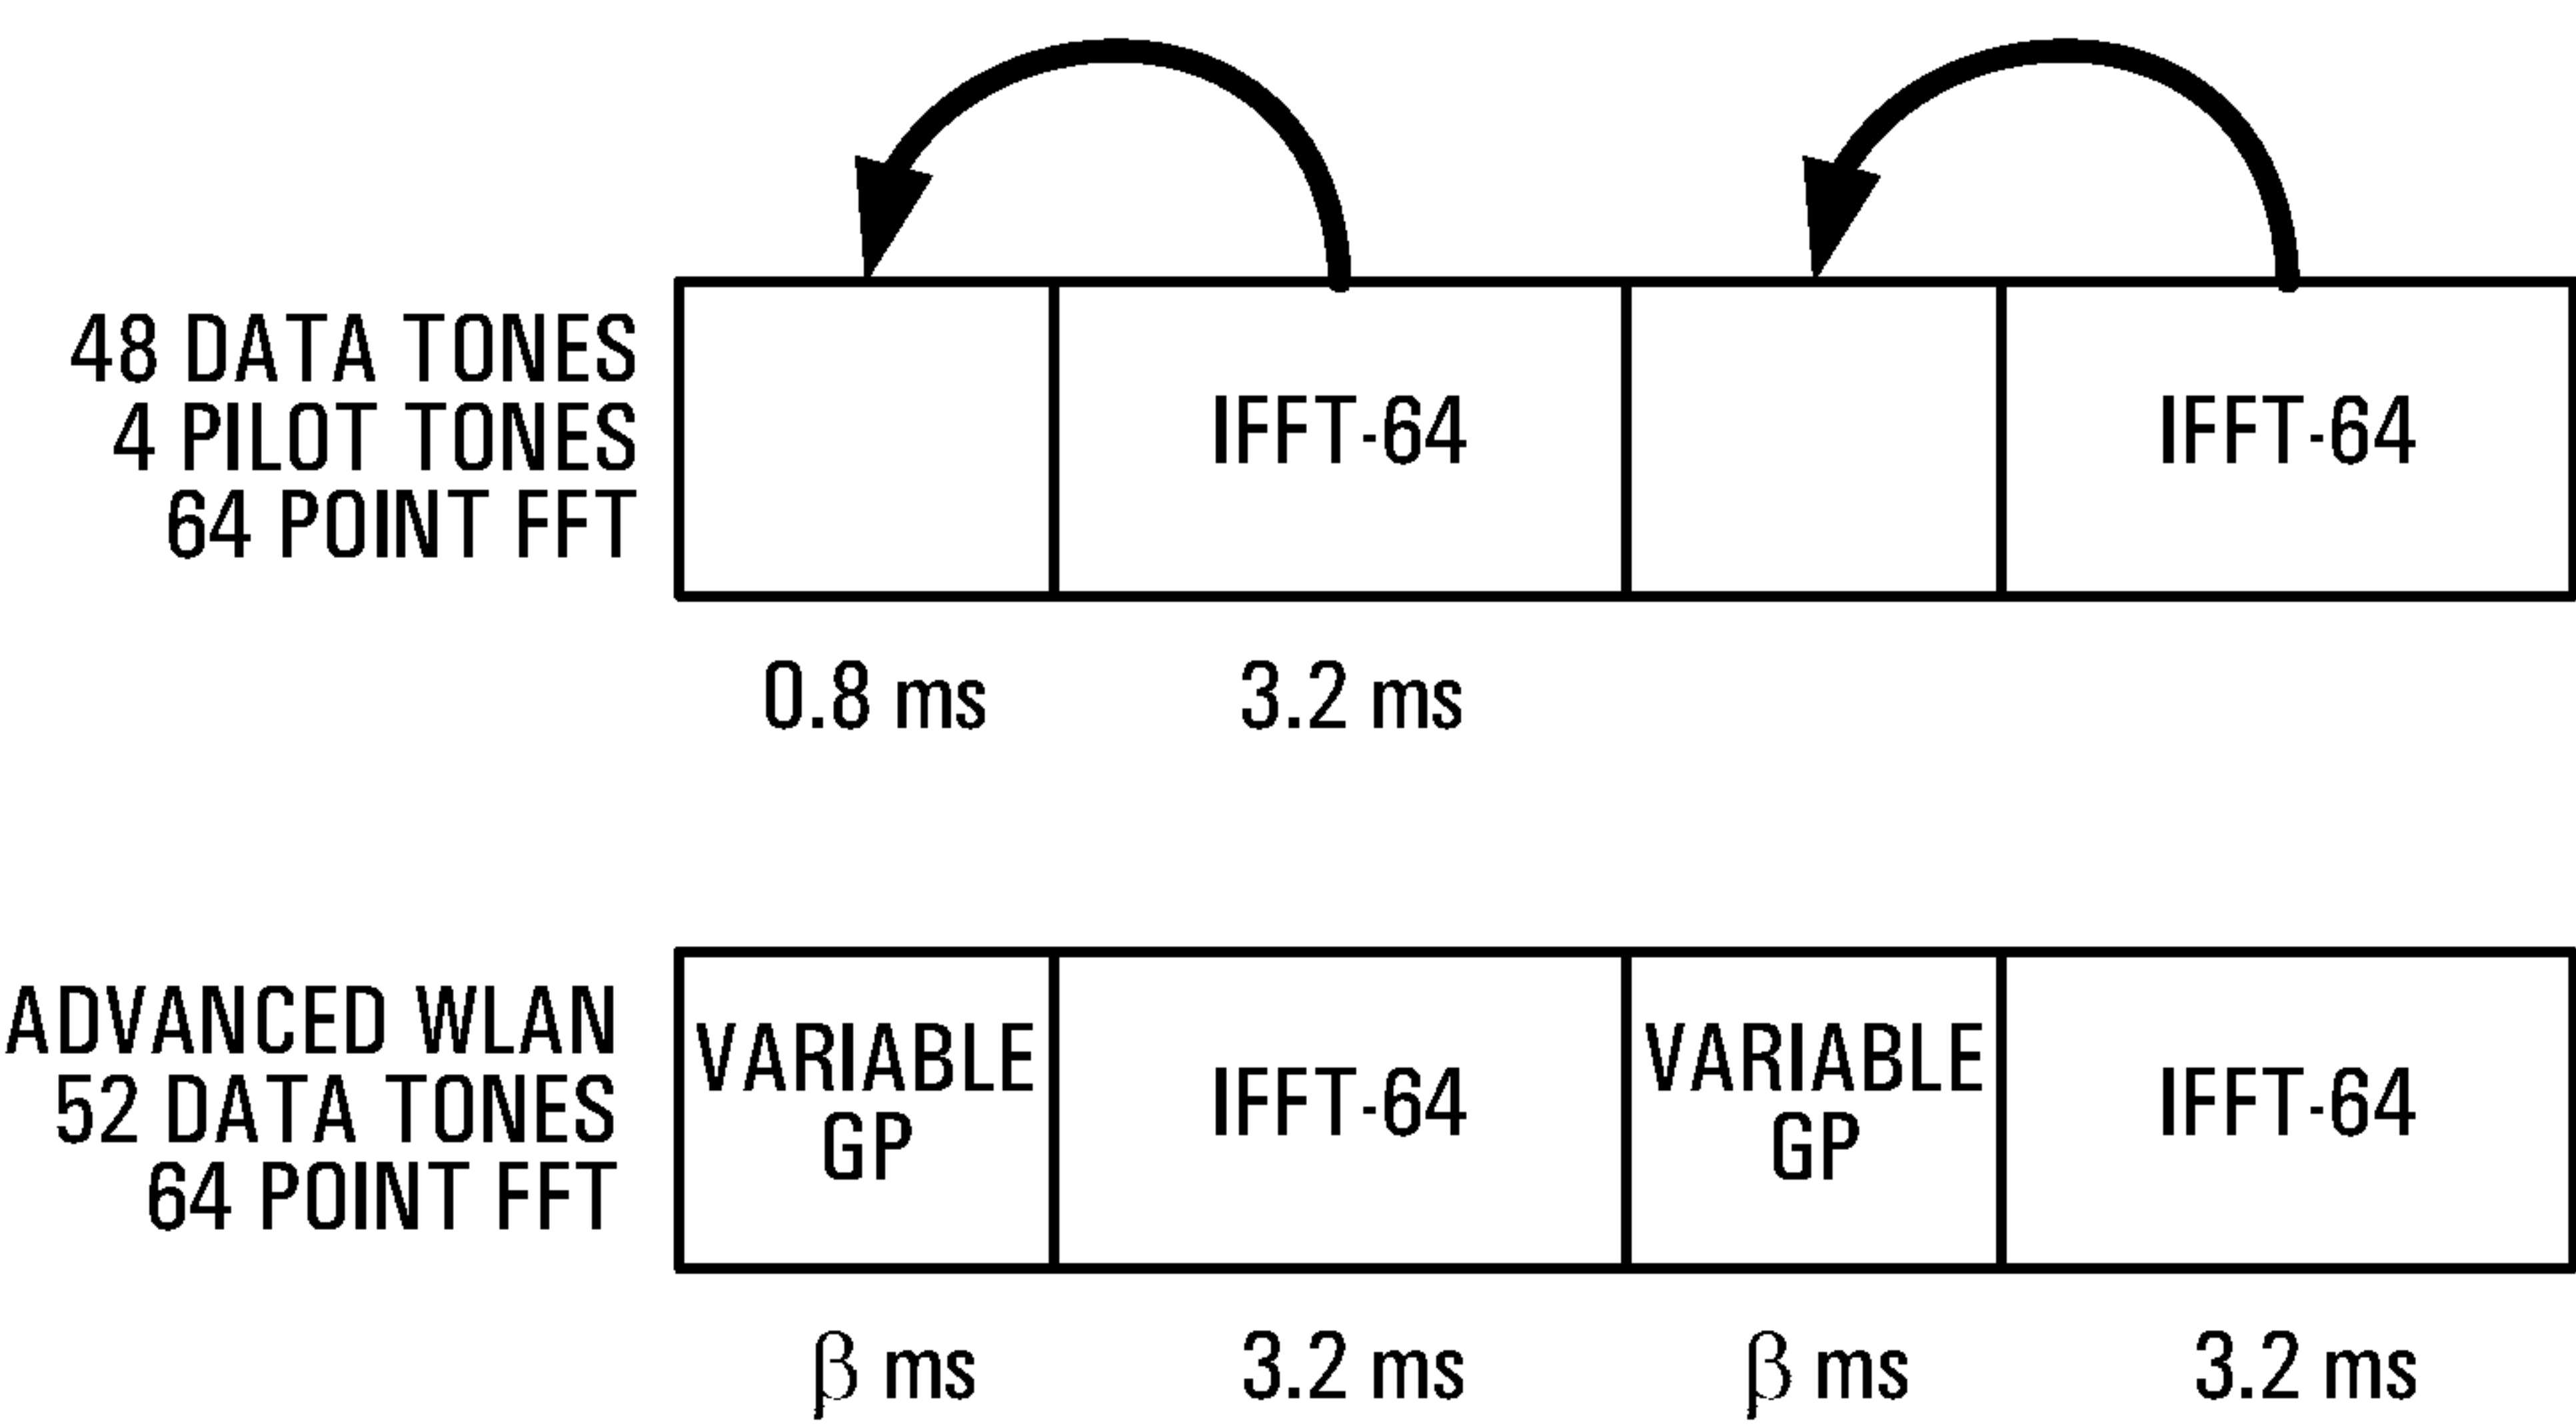 48 DATA TONES
4 PILOT TONES
64 POINT FFT
IFFT-64
IFFT-64
0.8 ms
3.2 ms
ADVANCED WLAN
52 DATA TONES
64 POINT FFT
VARIABLE
GP
IFFT-64
VARIABLE
GP
IFFT-64
β ms
3.2 ms
β ms
3.2 ms